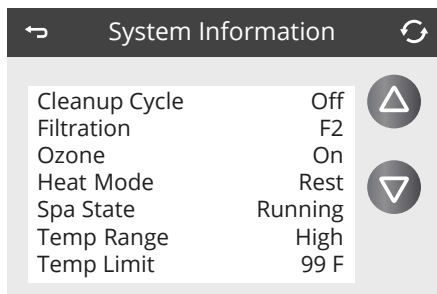 System Information
Cleanup Cycle Off
Filtration F2
Ozone On
Heat Mode Rest
Spa State Running
Temp Range High
Temp Limit 99 F